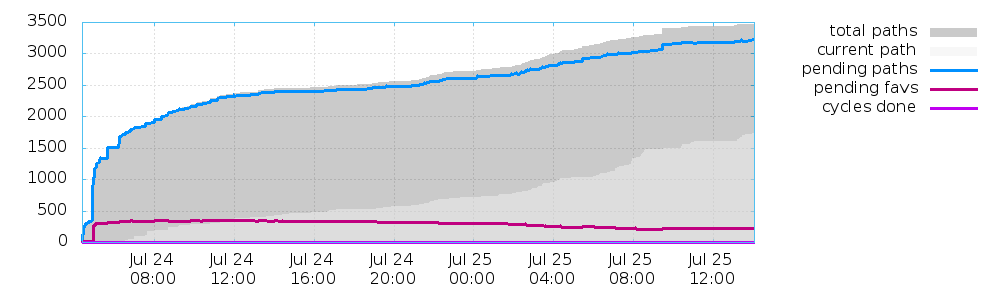 3500
3000
2500
2000
1500
1000
500
0
Jul 24 08:00
Jul 24 12:00
Jul 24 16:00
Jul 24 20:00
Jul 25 00:00
Jul 25 04:00
Jul 25 08:00
Jul 25 12:00
total paths
current path
pending paths
pending favs
cycles done